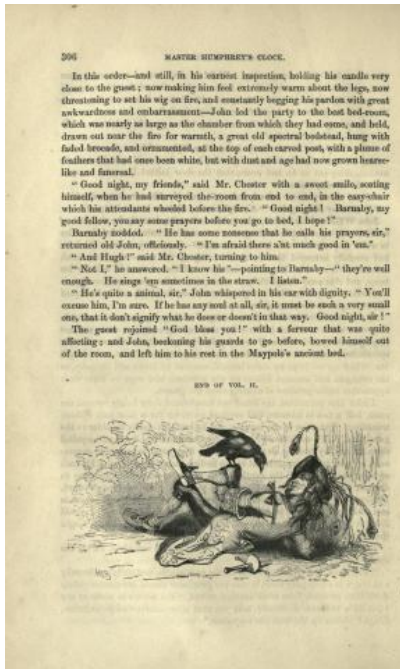 306
MASTER HUMPHREY'S CLOCK.
In this order—and still, in his earnest inspection, holding his candle very
close to the guest; now making him feel extremely warm about the legs, now
threatening to set his wig on fire, and constantly begging his pardon with great
awkwardness and embarrassment—John led the party to the best bed-room,
which was nearly as large as the chamber from which they had come, and held,
drawn out near the fire for warmth, a great old spectral bedstead, hung with
faded brocade, and ornamented, at the top of each carved post, with a plume of
feathers that had once been white, but with dust and age had now grown hearse-
like and funereal.
"Good night, my friends," said Mr. Chester with a sweet smile, seating
himself, when he had surveyed the room from end to end, in the easy-chair
which his attendants wheeled before the fire. "Good night! Barnaby, my
good fellow, you say some prayers before you go to bed, I hope?"
Barnaby nodded. "He has some nonsense that he calls his prayers, sir,"
returned old John, officiously. "I'm afraid there a'nt much good in 'em."
"And Hugh?" said Mr. Chester, turning to him.
"Not I," he answered. "I know his"—pointing to Barnaby—"they're well
enough. He sings 'em sometimes in the straw. I listen."
"He's quite a animal, sir," John whispered in his ear with dignity. "You'll
excuse him, I'm sure. If he has any soul at all, sir, it must be such a very small
one, that it don't signify what he does or doesn't in that way. Good night, sir!"
The guest rejoined "God bless you!" with a fervour that was quite
affecting; and John, beckoning his guards to go before, bowed himself out
of the room, and left him to his rest in the Maypole's ancient bed.
END OF VOL. II.